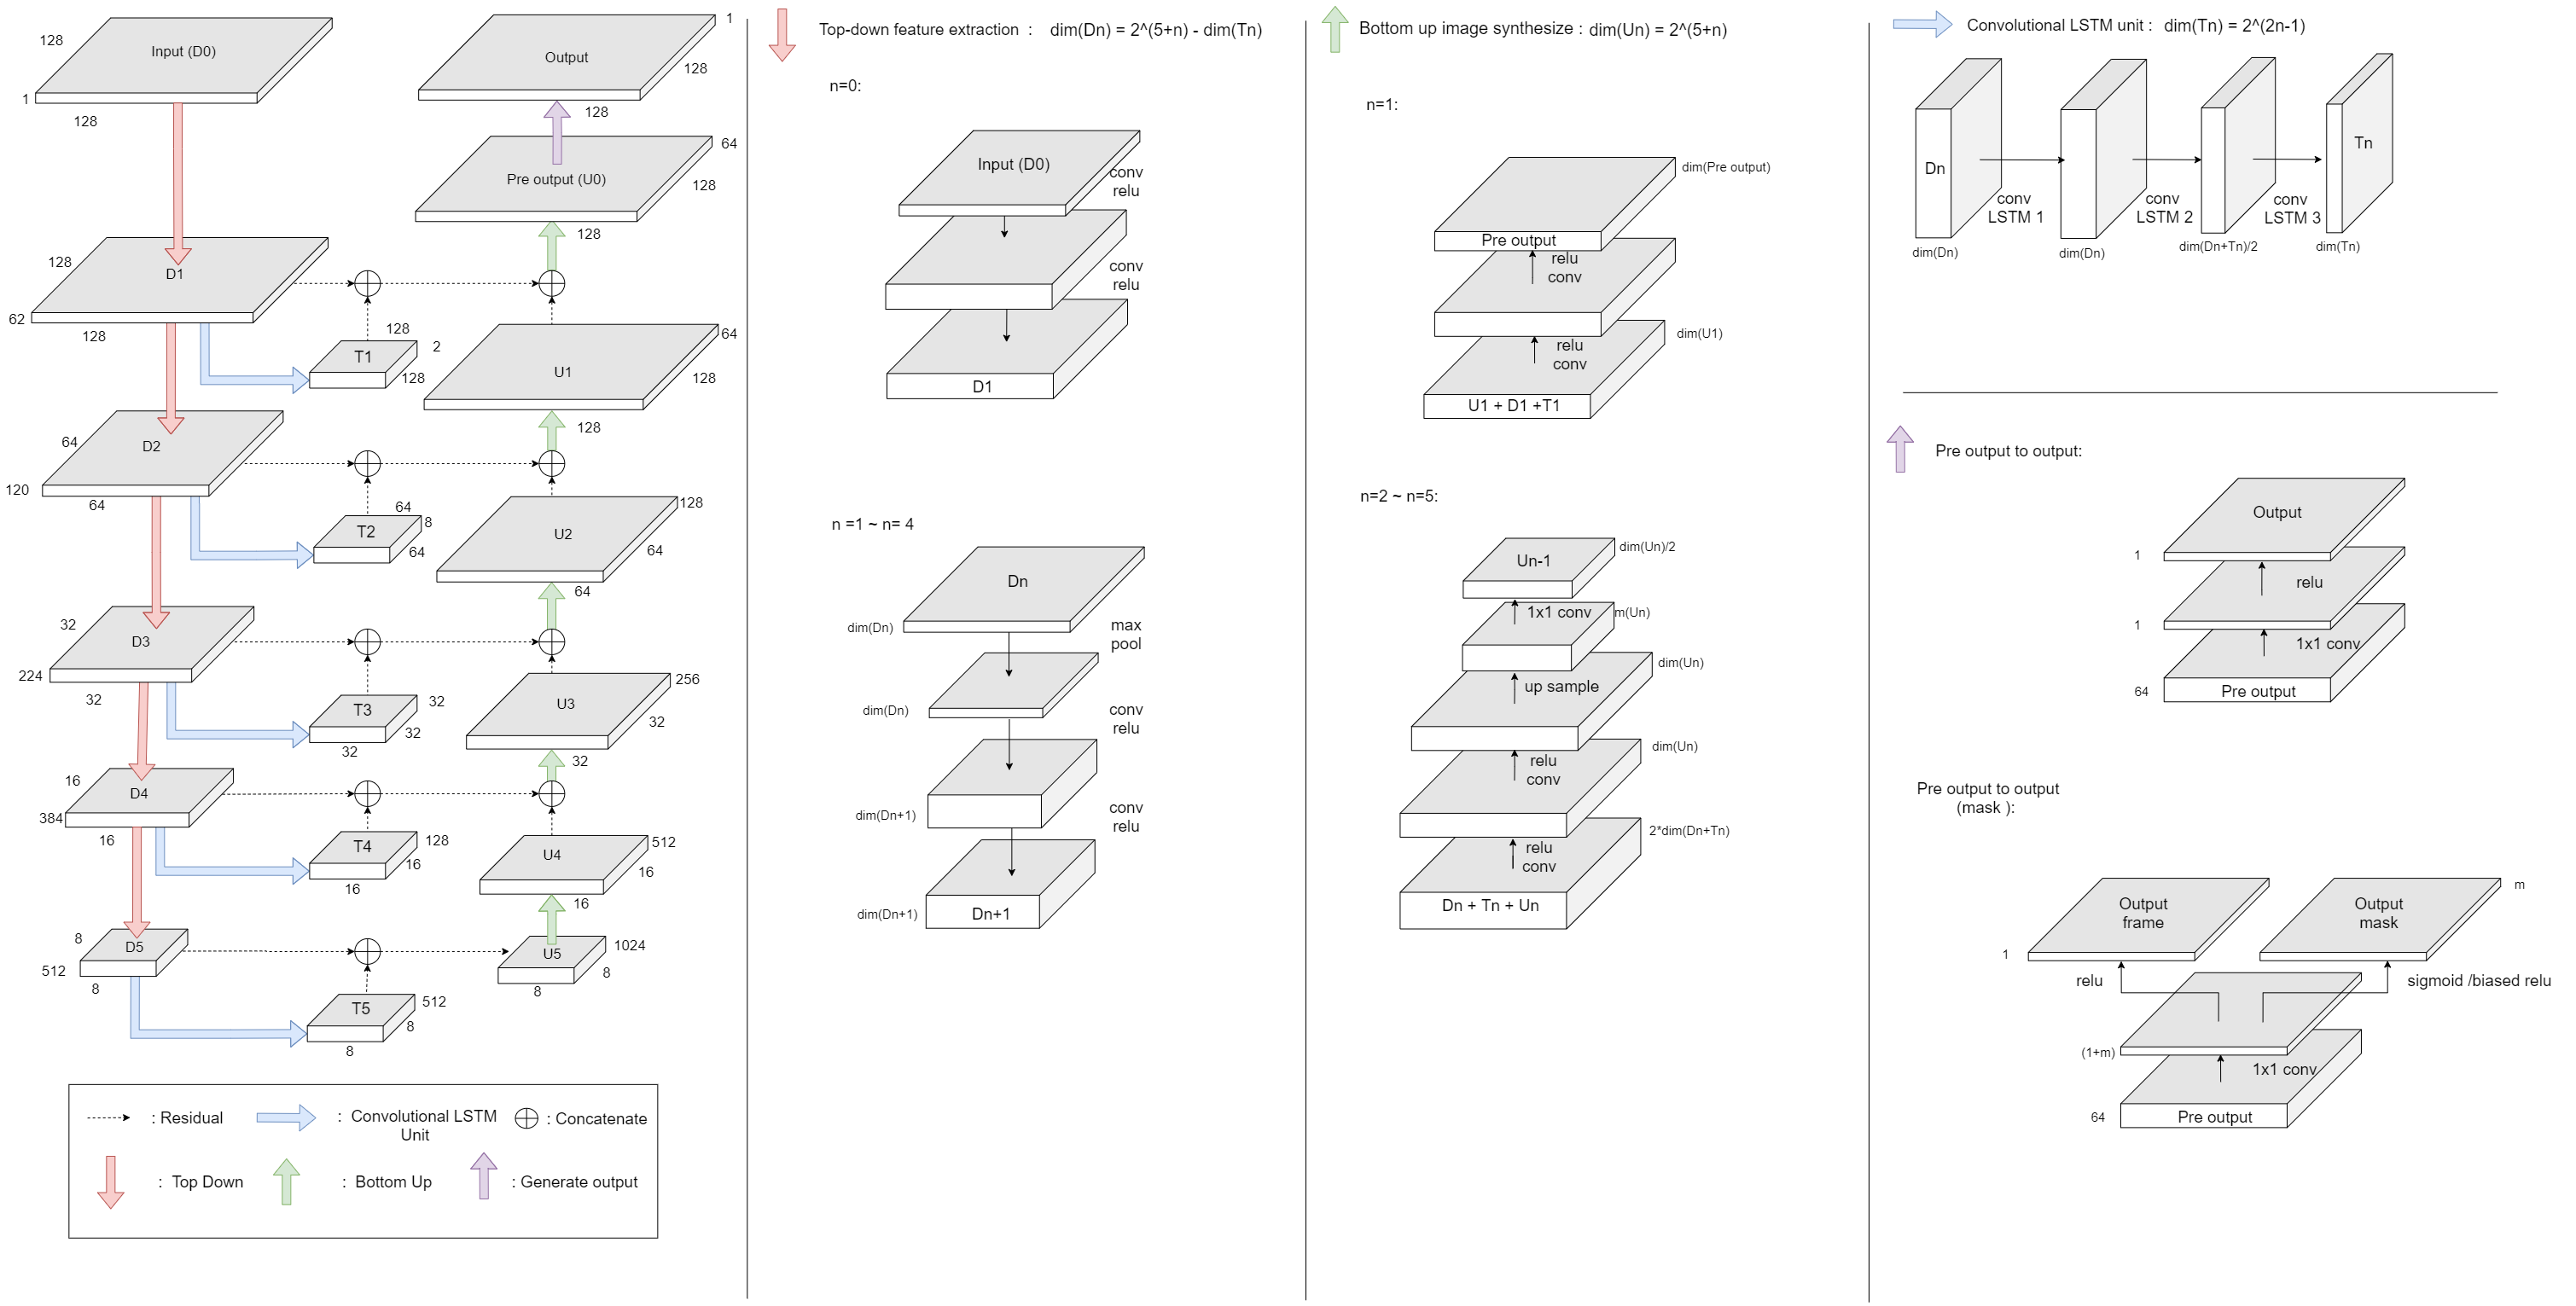 128
Input (D0)
1
128
1
Output
128
128
64
Pre output (U0)
128
128
128
D1
62
128
128
T1
2
128
64
U1
128
128
64
D2
120
64
64
T2
8
64
128
U2
64
64
32
D3
224
32
T3
32
32
32
256
U3
32
32
16
D4
384
16
T4
128
16
16
512
U4
16
16
8
D5
512
8
T5
512
8
8
U5
1024
8
8
: Residual
: Convolutional LSTM
Unit
: Concatenate
: Top Down
: Bottom Up
: Generate output
Top-down feature extraction : dim(Dn) = 2^(5+n) - dim(Tn)
n=0:
Input (D0)
conv
relu
conv
relu
D1
n =1 ~ n= 4
Dn
dim(Dn)
max
pool
dim(Dn)
conv
relu
dim(Dn+1)
conv
relu
dim(Dn+1)
Dn+1
Bottom up image synthesize : dim(Un) = 2^(5+n)
n=1:
dim(Pre output)
Pre output
relu
conv
dim(U1)
relu
conv
U1 + D1 +T1
n=2 ~ n=5:
Un-1
dim(Un)/2
1x1 conv
m(Un)
dim(Un)
up sample
dim(Un)
relu
conv
2*dim(Dn+Tn)
relu
conv
Dn + Tn + Un
Convolutional LSTM unit : dim(Tn) = 2^(2n-1)
Dn
Tn
conv
LSTM 1
conv
LSTM 2
conv
LSTM 3
dim(Dn)
dim(Dn)
dim(Dn+Tn)/2
dim(Tn)
Pre output to output:
Output
1
relu
1
1x1 conv
64
Pre output
Pre output to output
(mask ):
Output
frame
Output
mask
m
1
relu
sigmoid /biased relu
(1+m)
1x1 conv
64
Pre output